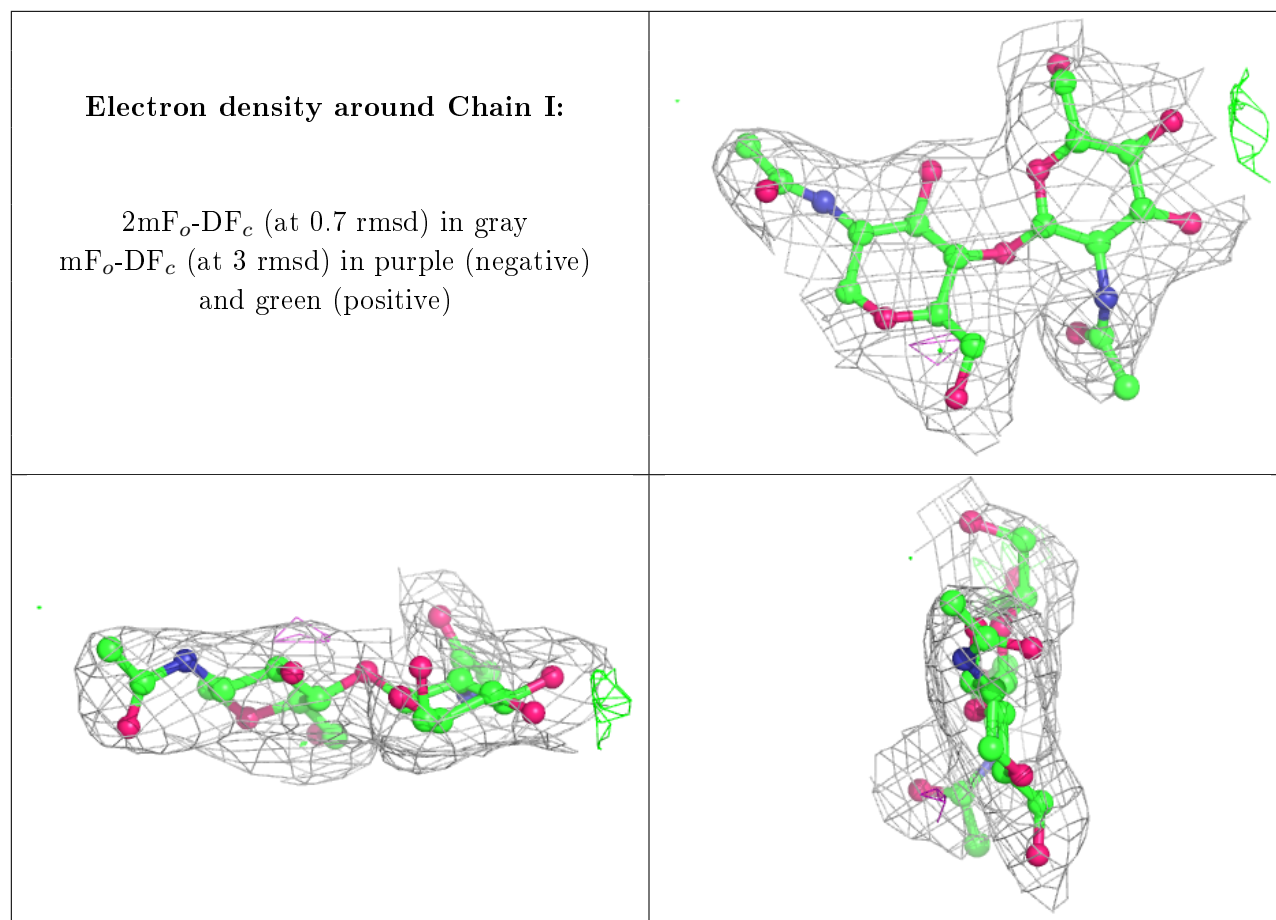 Electron density around Chain I:
2mFo-DFc (at 0.7 rmsd) in gray
mFo-DFc (at 3 rmsd) in purple (negative)
and green (positive)